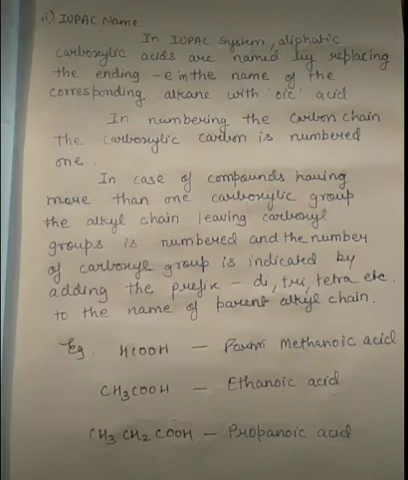 ii) IUPAC Name:
In IUPAC system, aliphatic
carboxylic acids are named by replacing
the ending -e in the name of the
corresponding alkane with 'oic' acid
In numbering the carbon chain
the carboxylic carbon is numbered
one.
In case of compounds having
more than one carboxylic group
the alkyl chain leaving carboxyl
groups is numbered and the number
of carboxyl group is indicated by
adding the prefix - di, tri, tetra etc.
to the name of parent alkyl chain.
Eg. HCOOH — Methanoic acid
CH3COOH — Ethanoic acid
CH3 CH2 COOH — Propanoic acid